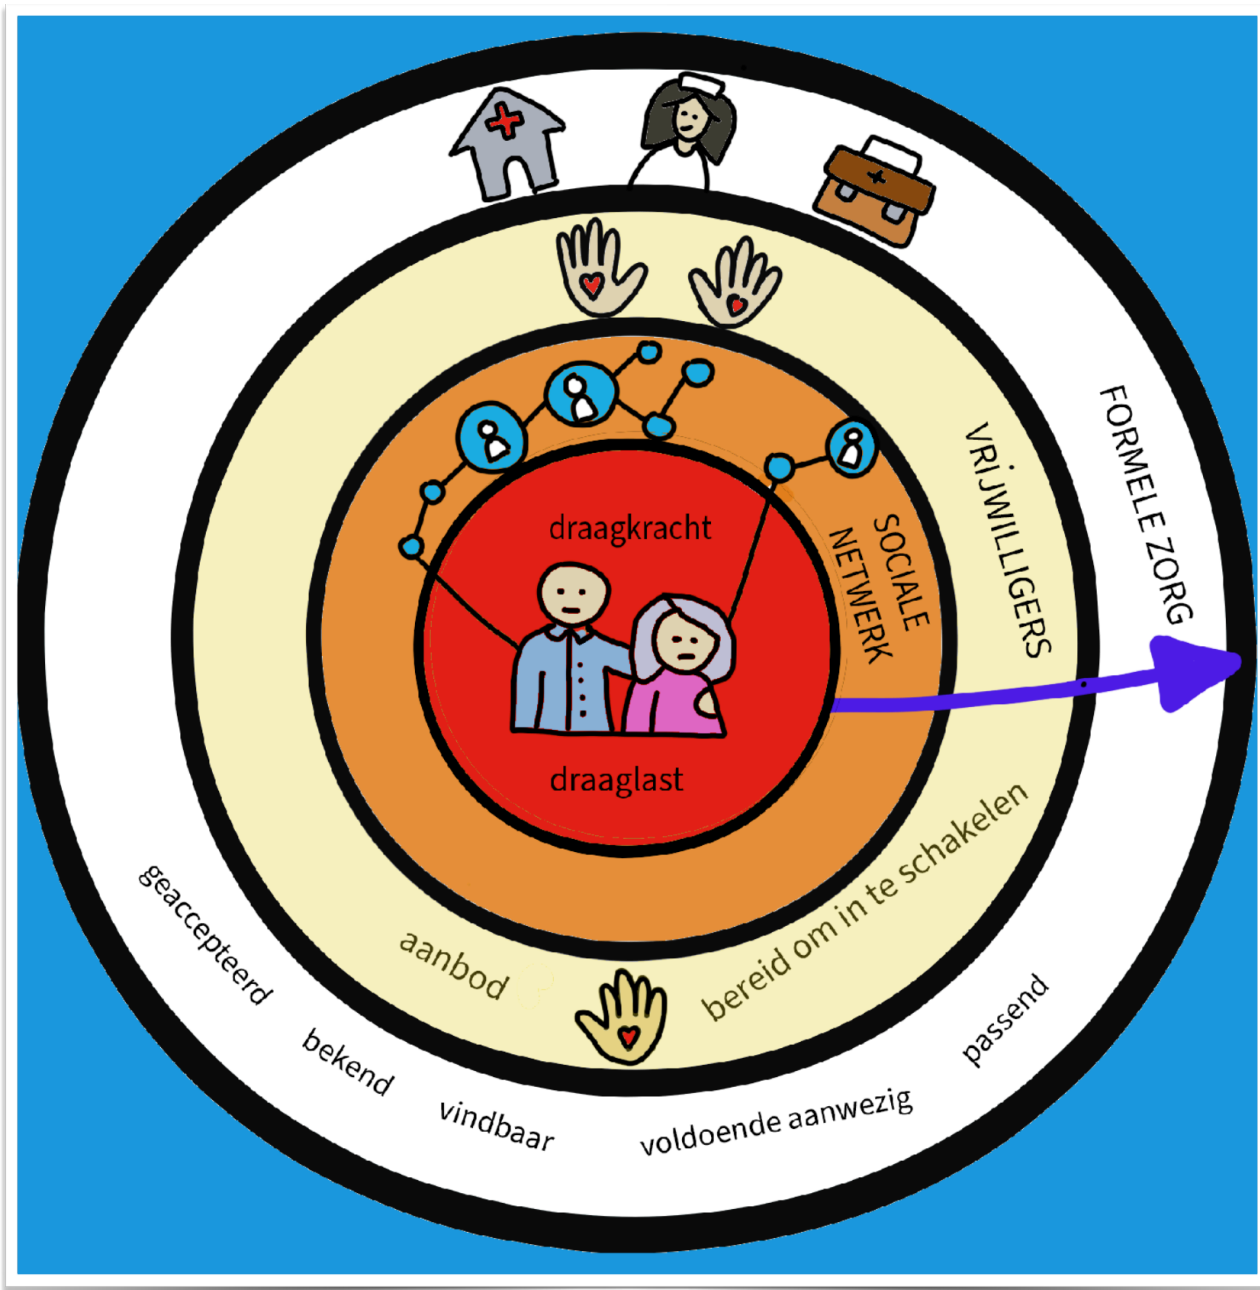 FORMELE ZORG
VRIJWILLIGERS
SOCIALE
NETWERK
draagkracht
draaglast
aanbod
bereid om in te schakelen
geaccepteerd
bekend
vindbaar
voldoende aanwezig
passend